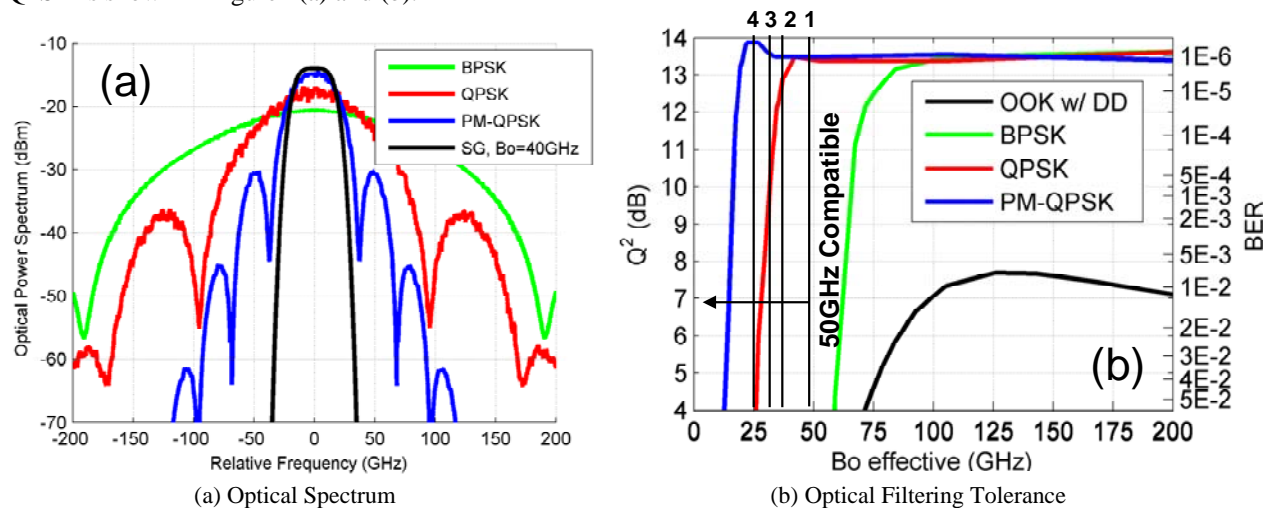 (a) and (b).
-10
-20
-30
-40
-50
-60
-70
Optical Power Spectrum (dBm)
(a)
BPSK
QPSK
PM-QPSK
SG, Bo=40GHz
-200 -150 -100 -50 0 50 100 150 200
Relative Frequency (GHz)
(a) Optical Spectrum
4 3 2 1
14
13
12
11
10
9
8
7
6
5
4
Q² (dB)
50GHz Compatible
OOK w/ DD
BPSK
QPSK
PM-QPSK
(b)
1E-6
1E-5
1E-4
5E-4
1E-3
2E-3
5E-3
1E-2
2E-2
3E-2
4E-2
5E-2
BER
0 25 50 75 100 125 150 175 200
Bo effective (GHz)
(b) Optical Filtering Tolerance